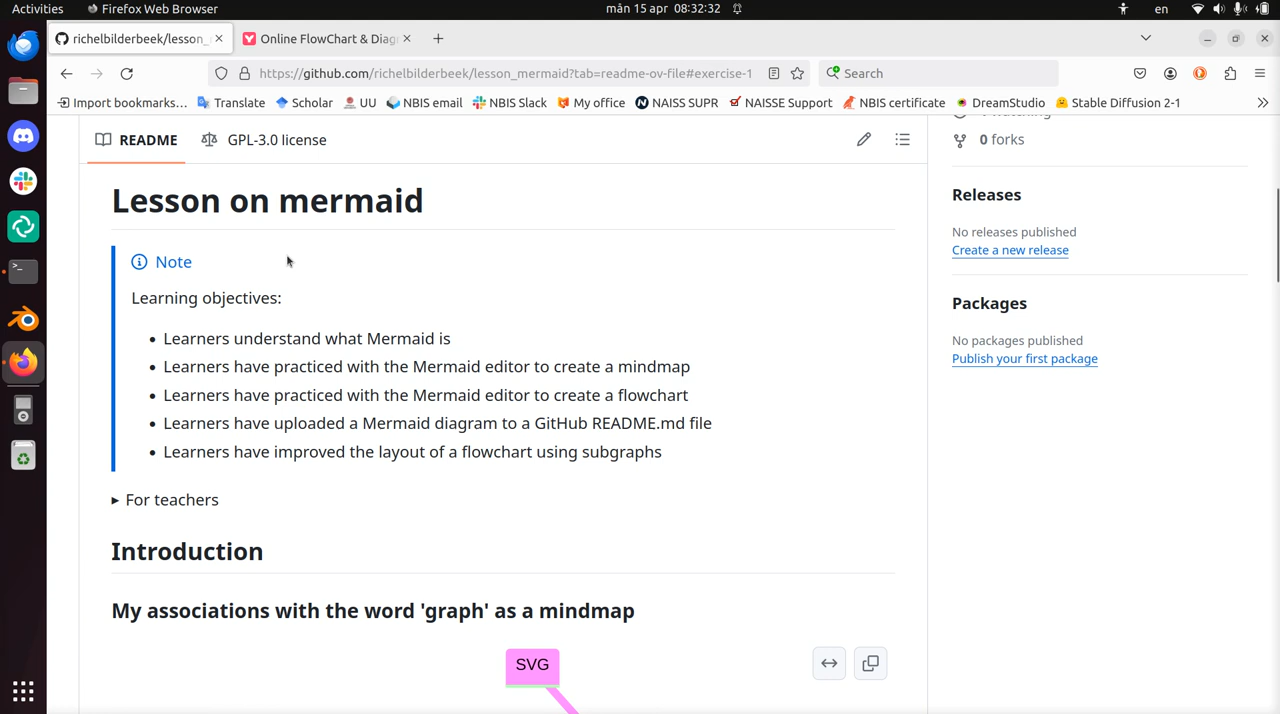 Activities
Firefox Web Browser
mån 15 apr 08:32:32
en
richelbilderbeek/lesson_
Online FlowChart & Diag
https://github.com/richelbilderbeek/lesson_mermaid?tab=readme-ov-file#exercise-1
Search
Import bookmarks...
Translate
Scholar
UU
NBIS email
NBIS Slack
My office
NAISS SUPR
NAISSE Support
NBIS certificate
DreamStudio
Stable Diffusion 2-1
README
GPL-3.0 license
0 forks
Lesson on mermaid
Note
Learning objectives:
• Learners understand what Mermaid is
• Learners have practiced with the Mermaid editor to create a mindmap
• Learners have practiced with the Mermaid editor to create a flowchart
• Learners have uploaded a Mermaid diagram to a GitHub README.md file
• Learners have improved the layout of a flowchart using subgraphs
For teachers
Introduction
My associations with the word 'graph' as a mindmap
SVG
Releases
No releases published
Create a new release
Packages
No packages published
Publish your first package